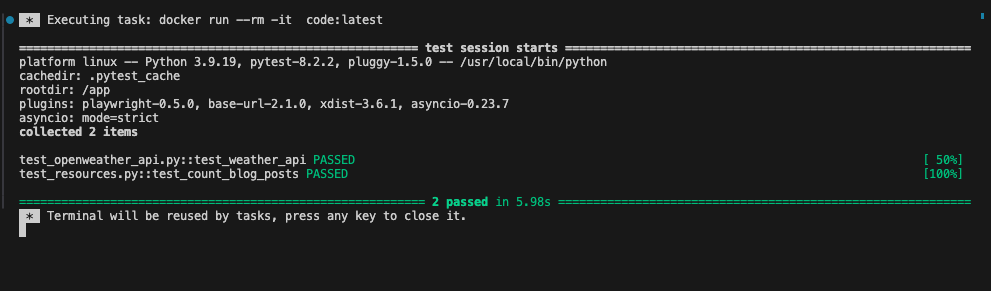 * Executing task: docker run --rm -it  code:latest
============================== test session starts ==============================
platform linux -- Python 3.9.19, pytest-8.2.2, pluggy-1.5.0 -- /usr/local/bin/python
cachedir: .pytest_cache
rootdir: /app
plugins: playwright-0.5.0, base-url-2.1.0, xdist-3.6.1, asyncio-0.23.7
asyncio: mode=strict
collected 2 items
test_openweather_api.py::test_weather_api PASSED [ 50%]
test_resources.py::test_count_blog_posts PASSED [100%]
============================== 2 passed in 5.98s ==============================
* Terminal will be reused by tasks, press any key to close it.